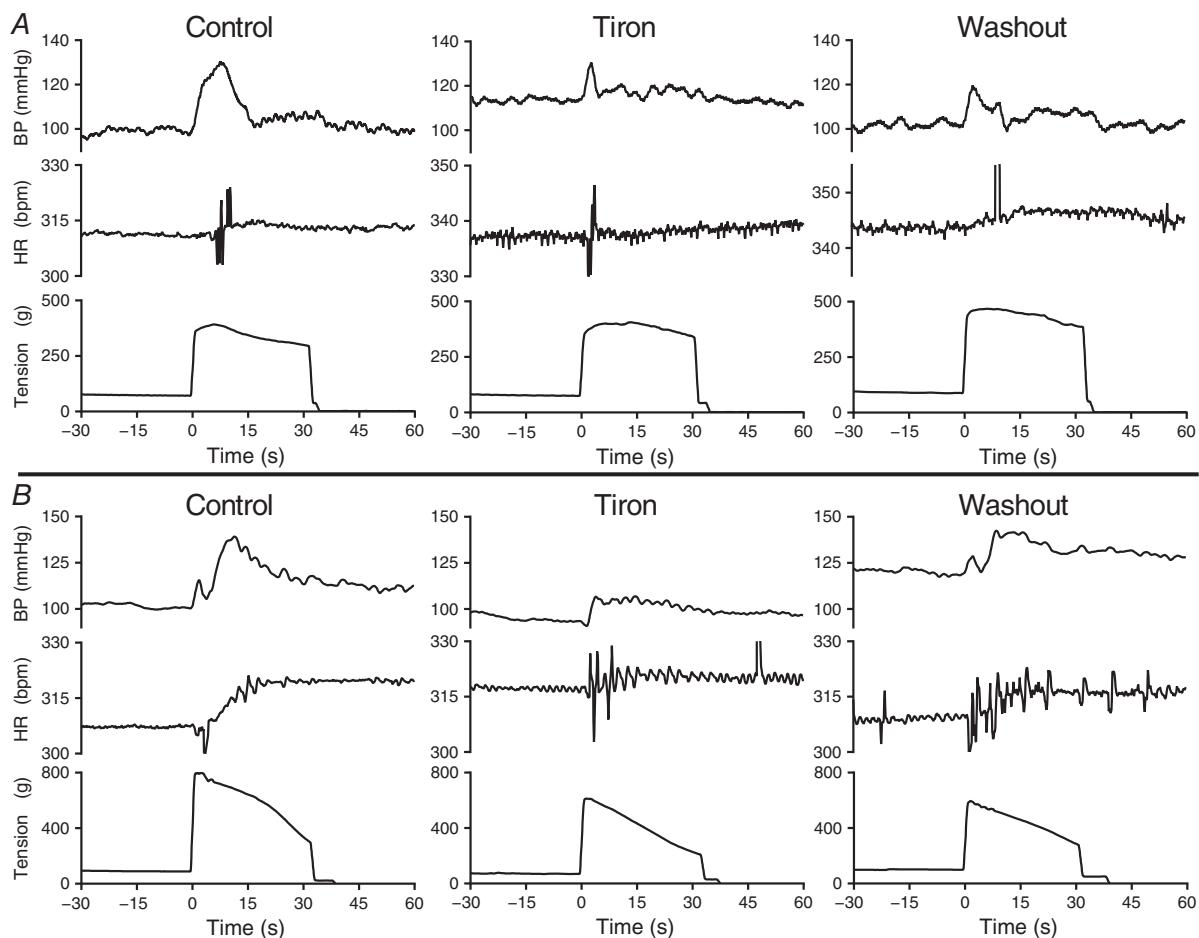 A
Control Tiron Washout
BP (mmHg) 140 120 100
140 120 100
140 120 100
HR (bpm) 330 315 300
350 340 330
350 340
Tension (g) 500 250 0
500 250 0
500 250 0
−30 −15 0 15 30 45 60
−30 −15 0 15 30 45 60
−30 −15 0 15 30 45 60
Time (s) Time (s) Time (s)
B
Control Tiron Washout
BP (mmHg) 150 125 100
150 125 100
150 125 100
HR (bpm) 330 315 300
330 315 300
330 315 300
Tension (g) 800 400 0
800 400 0
800 400 0
−30 −15 0 15 30 45 60
−30 −15 0 15 30 45 60
−30 −15 0 15 30 45 60
Time (s) Time (s) Time (s)